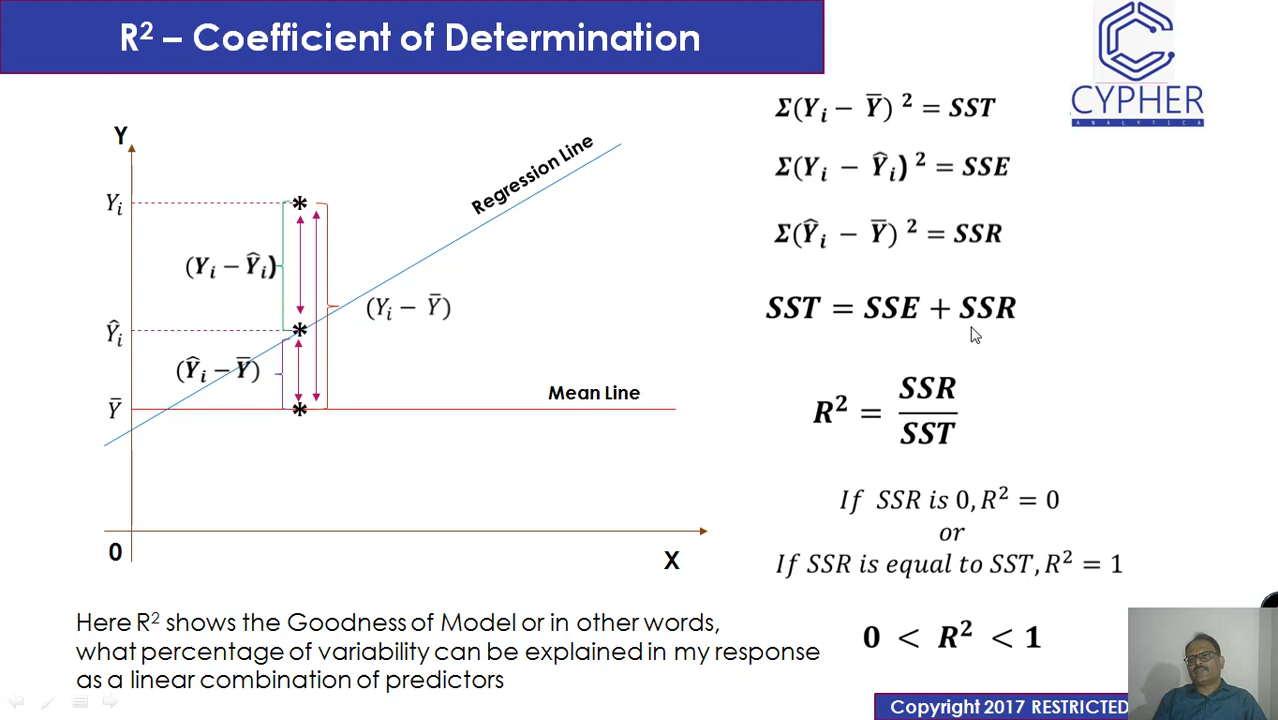 R² – Coefficient of Determination
CYPHER
ANALYTICA
Y
Yᵢ
(Yᵢ − Ŷᵢ)
Ŷᵢ
(Ŷᵢ − Ȳ)
Ȳ
(Yᵢ − Ȳ)
Regression Line
Mean Line
0
X
Σ(Yᵢ − Ȳ) ² = SST
Σ(Yᵢ − Ŷᵢ) ² = SSE
Σ(Ŷᵢ − Ȳ) ² = SSR
SST = SSE + SSR
R² = SSR / SST
If SSR is 0, R² = 0
or
If SSR is equal to SST, R² = 1
0 < R² < 1
Here R² shows the Goodness of Model or in other words,
what percentage of variability can be explained in my response
as a linear combination of predictors
Copyright 2017 RESTRICTED